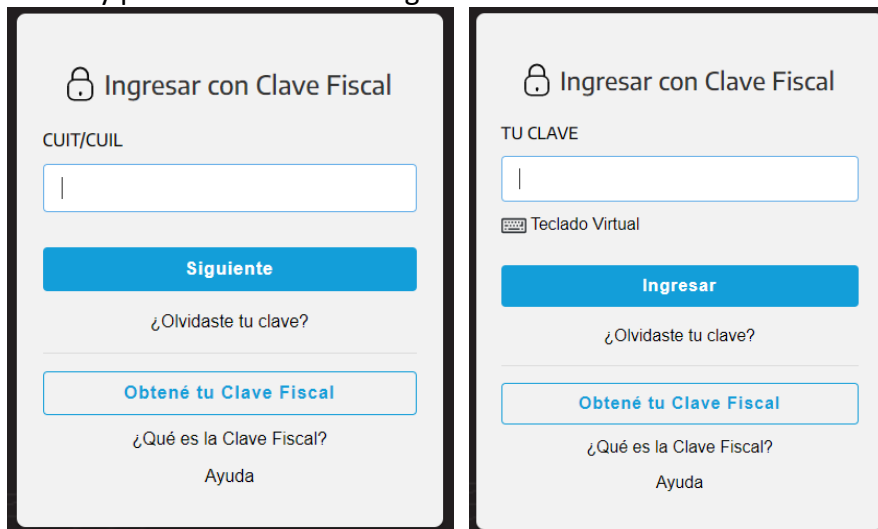 Ingresar con Clave Fiscal
CUIT/CUIL
Siguiente
¿Olvidaste tu clave?
Obtené tu Clave Fiscal
¿Qué es la Clave Fiscal?
Ayuda
Ingresar con Clave Fiscal
TU CLAVE
Teclado Virtual
Ingresar
¿Olvidaste tu clave?
Obtené tu Clave Fiscal
¿Qué es la Clave Fiscal?
Ayuda